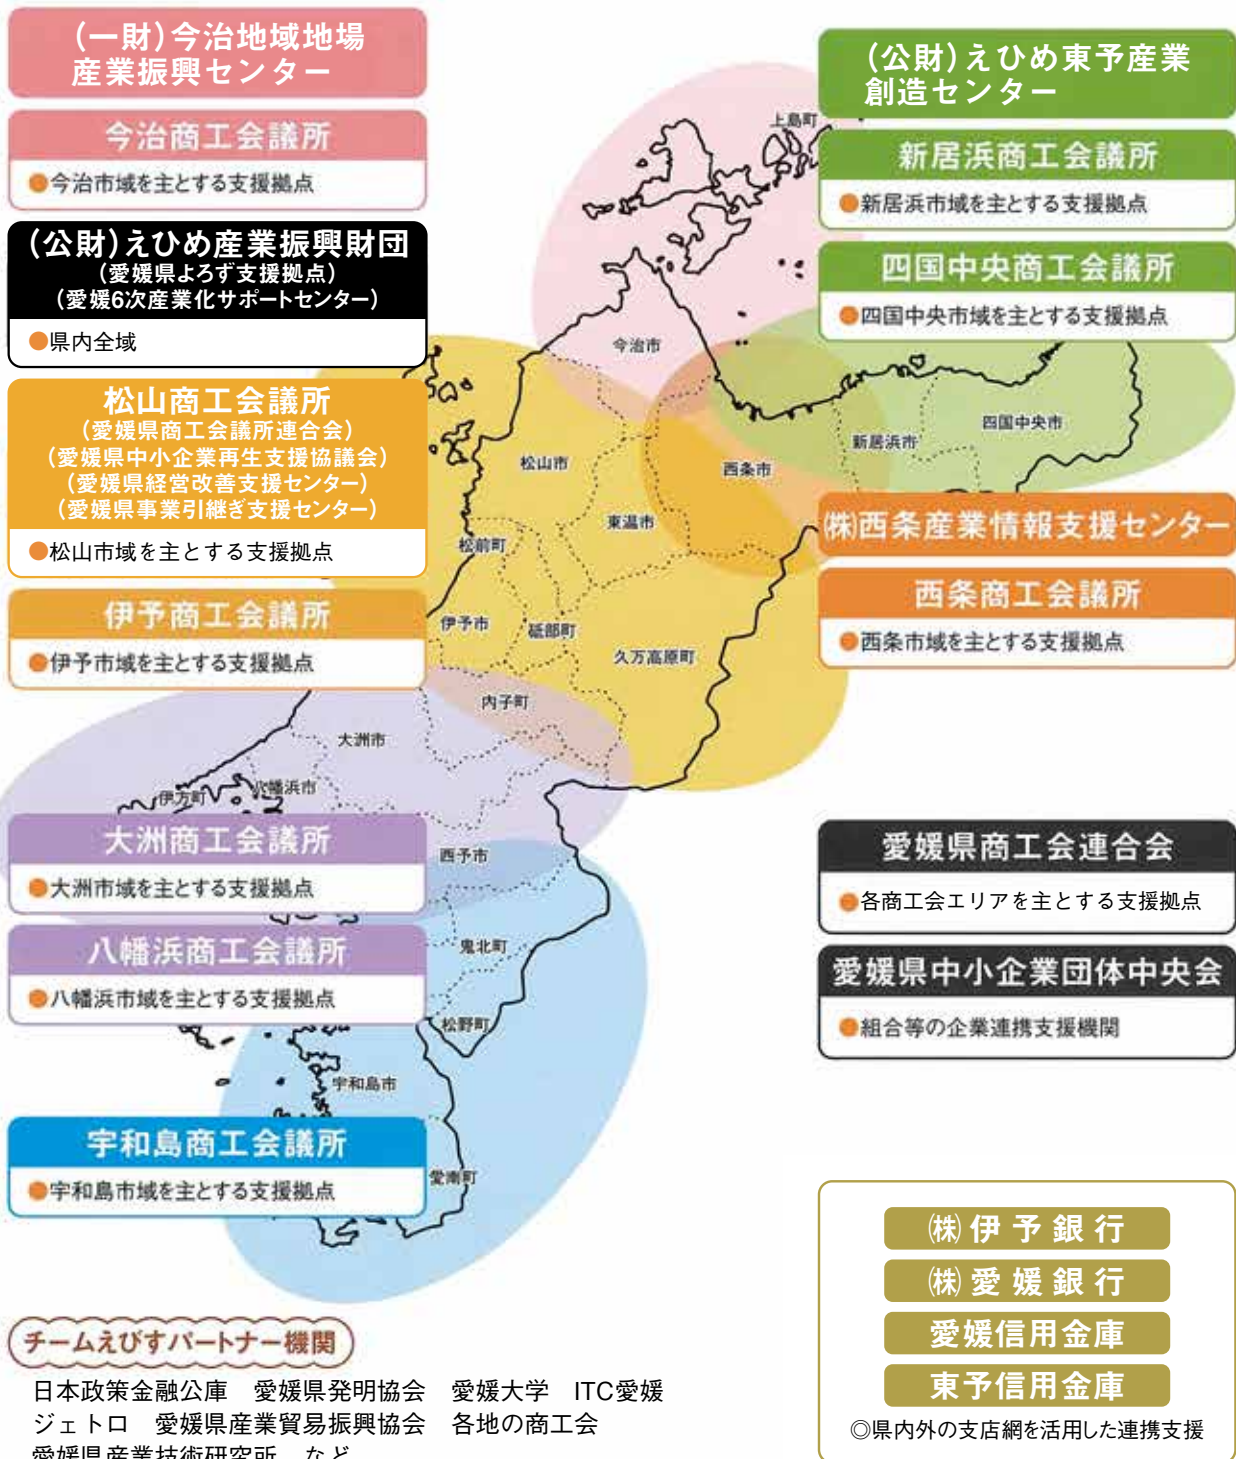 (一財)今治地域地場
産業振興センター
今治商工会議所
●今治市域を主とする支援拠点
(公財)えひめ産業振興財団
(愛媛県よろず支援拠点)
(愛媛6次産業化サポートセンター)
●県内全域
松山商工会議所
(愛媛県商工会議所連合会)
(愛媛県中小企業再生支援協議会)
(愛媛県経営改善支援センター)
(愛媛県事業引継ぎ支援センター)
●松山市域を主とする支援拠点
伊予商工会議所
●伊予市域を主とする支援拠点
大洲商工会議所
●大洲市域を主とする支援拠点
八幡浜商工会議所
●八幡浜市域を主とする支援拠点
宇和島商工会議所
●宇和島市域を主とする支援拠点
(公財)えひめ東予産業
創造センター
新居浜商工会議所
●新居浜市域を主とする支援拠点
四国中央商工会議所
●四国中央市域を主とする支援拠点
㈱西条産業情報支援センター
西条商工会議所
●西条市域を主とする支援拠点
愛媛県商工会連合会
●各商工会エリアを主とする支援拠点
愛媛県中小企業団体中央会
●組合等の企業連携支援機関
上島町
今治市
四国中央市
新居浜市
西条市
松山市
東温市
松前町
伊予市
砥部町
久万高原町
内子町
大洲市
八幡浜市
伊方町
西予市
鬼北町
松野町
宇和島市
愛南町
㈱伊予銀行
㈱愛媛銀行
愛媛信用金庫
東予信用金庫
◎県内外の支店網を活用した連携支援
チームえびすパートナー機関
日本政策金融公庫　愛媛県発明協会　愛媛大学　ITC愛媛
ジェトロ　愛媛県産業貿易振興協会　各地の商工会
愛媛県産業技術研究所　など